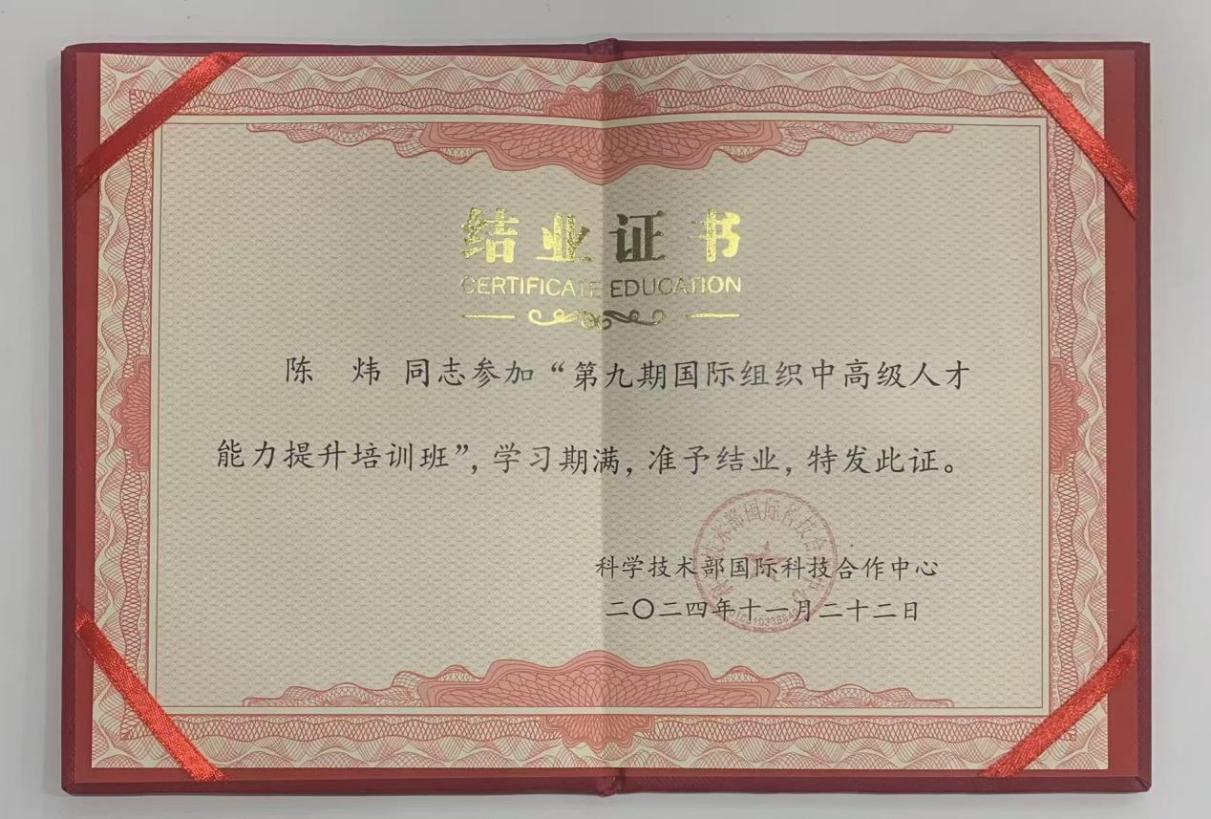 结业证书
CERTIFICATE EDUCATION
陈 炜 同志参加“第九期国际组织中高级人才
能力提升培训班”,学习期满,准予结业,特发此证。
科学技术部国际科技合作中心
二〇二四年十一月二十二日